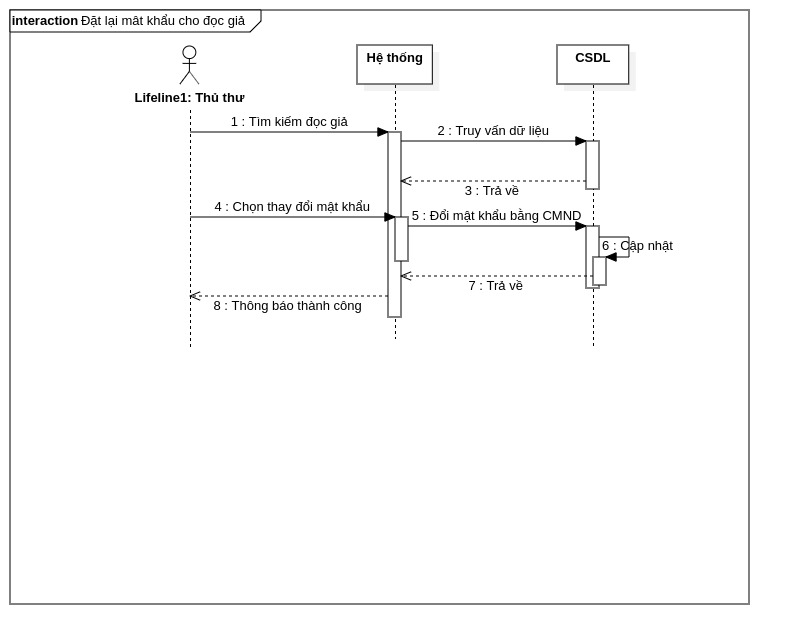 interaction Đặt lại mât khẩu cho đọc giả
Hệ thống
CSDL
Lifeline1: Thủ thư
1 : Tìm kiếm đọc giả
2 : Truy vấn dữ liệu
3 : Trả về
4 : Chọn thay đổi mật khẩu
5 : Đổi mật khẩu bằng CMND
6 : Cập nhật
7 : Trả về
8 : Thông báo thành công